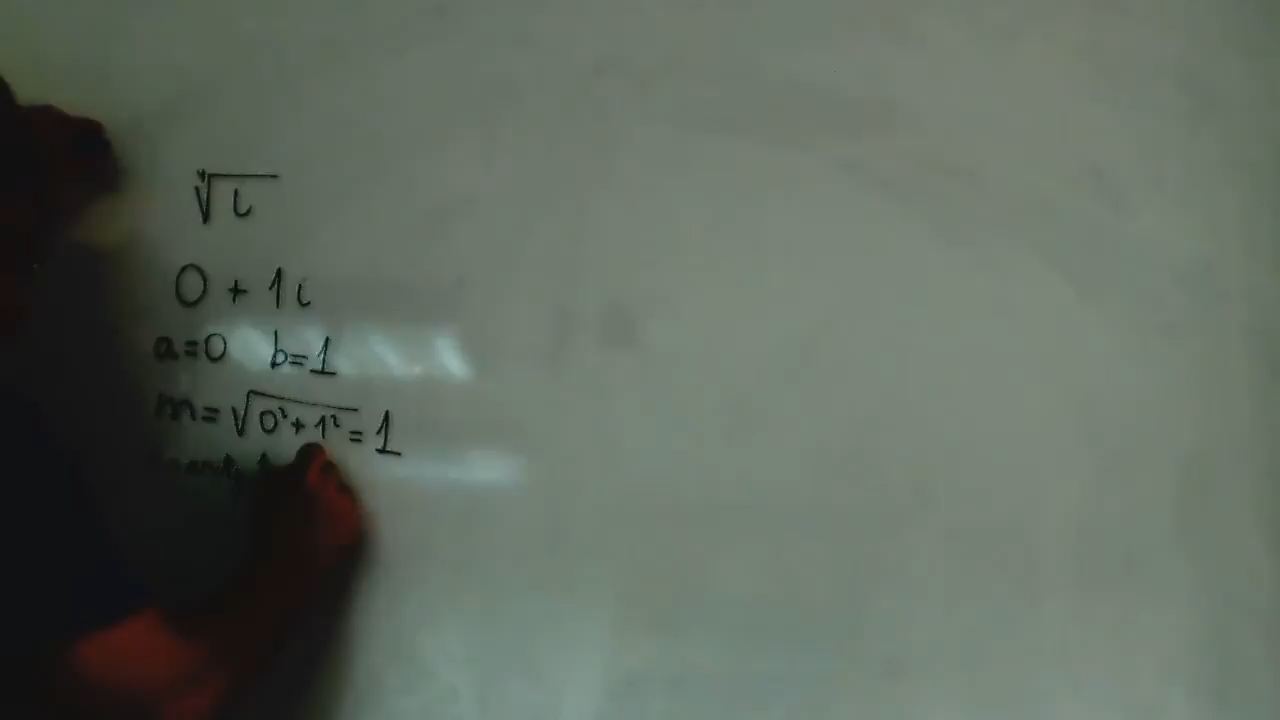 ∜i
0 + 1i
a=0 b=1
m=√0²+1² = 1